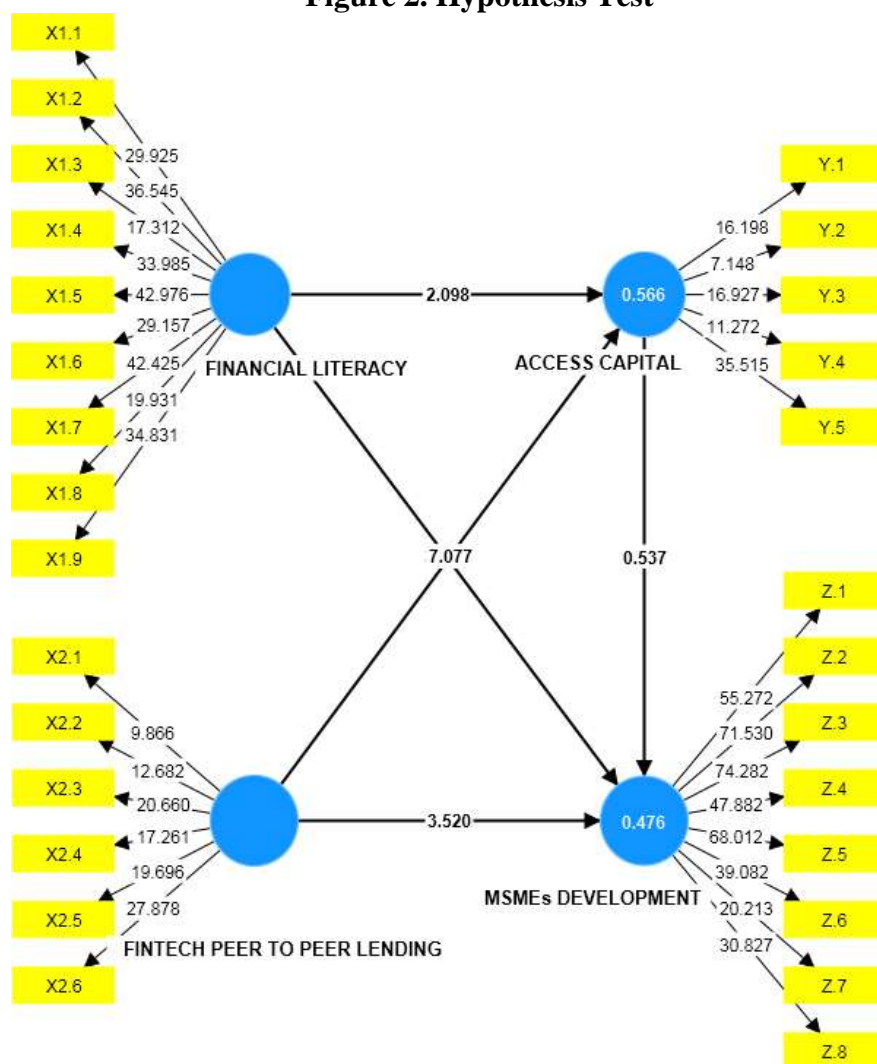 Figure 2. Hypothesis Test
X1.1
X1.2
X1.3
X1.4
X1.5
X1.6
X1.7
X1.8
X1.9
29.925
36.545
17.312
33.985
42.976
29.157
42.425
19.931
34.831
FINANCIAL LITERACY
2.098
0.566
ACCESS CAPITAL
16.198
7.148
16.927
11.272
35.515
Y.1
Y.2
Y.3
Y.4
Y.5
7.077
0.537
X2.1
X2.2
X2.3
X2.4
X2.5
X2.6
9.866
12.682
20.660
17.261
19.696
27.878
FINTECH PEER TO PEER LENDING
3.520
0.476
MSMEs DEVELOPMENT
55.272
71.530
74.282
47.882
68.012
39.082
20.213
30.827
Z.1
Z.2
Z.3
Z.4
Z.5
Z.6
Z.7
Z.8